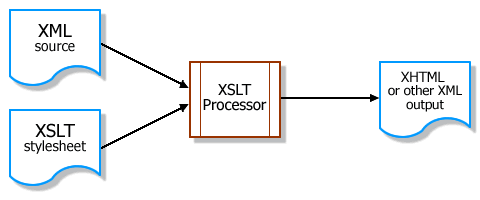 XML
source
XSLT
stylesheet
XSLT
Processor
XHTML
or other XML
output